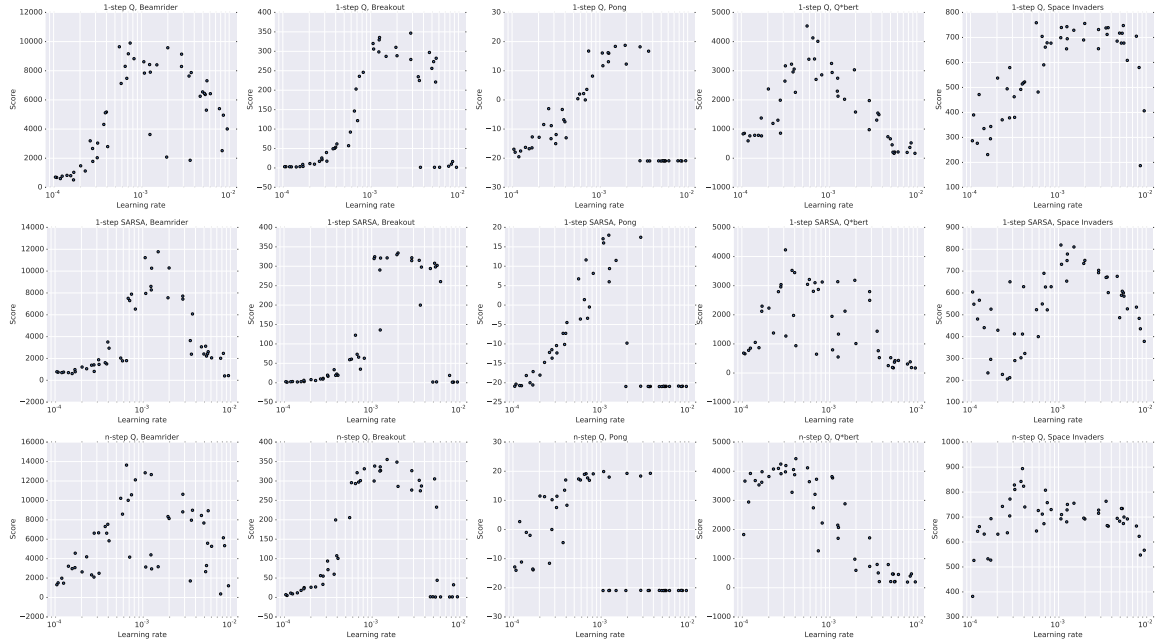 1-step Q, Beamrider
12000
10000
8000
6000
4000
2000
0
Score
10⁻⁴ 10⁻³ 10⁻²
Learning rate
1-step Q, Breakout
400
350
300
250
200
150
100
50
0
−50
Score
10⁻⁴ 10⁻³ 10⁻²
Learning rate
1-step Q, Pong
30
20
10
0
−10
−20
−30
Score
10⁻⁴ 10⁻³ 10⁻²
Learning rate
1-step Q, Q*bert
5000
4000
3000
2000
1000
0
−1000
Score
10⁻⁴ 10⁻³ 10⁻²
Learning rate
1-step Q, Space Invaders
800
700
600
500
400
300
200
100
Score
10⁻⁴ 10⁻³ 10⁻²
Learning rate
1-step SARSA, Beamrider
14000
12000
10000
8000
6000
4000
2000
0
−2000
Score
10⁻⁴ 10⁻³ 10⁻²
Learning rate
1-step SARSA, Breakout
400
350
300
250
200
150
100
50
0
−50
Score
10⁻⁴ 10⁻³ 10⁻²
Learning rate
1-step SARSA, Pong
20
15
10
5
0
−5
−10
−15
−20
−25
Score
10⁻⁴ 10⁻³ 10⁻²
Learning rate
1-step SARSA, Q*bert
5000
4000
3000
2000
1000
0
−1000
Score
10⁻⁴ 10⁻³ 10⁻²
Learning rate
1-step SARSA, Space Invaders
900
800
700
600
500
400
300
200
100
Score
10⁻⁴ 10⁻³ 10⁻²
Learning rate
n-step Q, Beamrider
16000
14000
12000
10000
8000
6000
4000
2000
0
−2000
Score
10⁻⁴ 10⁻³ 10⁻²
Learning rate
n-step Q, Breakout
400
350
300
250
200
150
100
50
0
−50
Score
10⁻⁴ 10⁻³ 10⁻²
Learning rate
n-step Q, Pong
30
20
10
0
−10
−20
−30
Score
10⁻⁴ 10⁻³ 10⁻²
Learning rate
n-step Q, Q*bert
5000
4000
3000
2000
1000
0
−1000
Score
10⁻⁴ 10⁻³ 10⁻²
Learning rate
n-step Q, Space Invaders
1000
900
800
700
600
500
400
300
Score
10⁻⁴ 10⁻³ 10⁻²
Learning rate